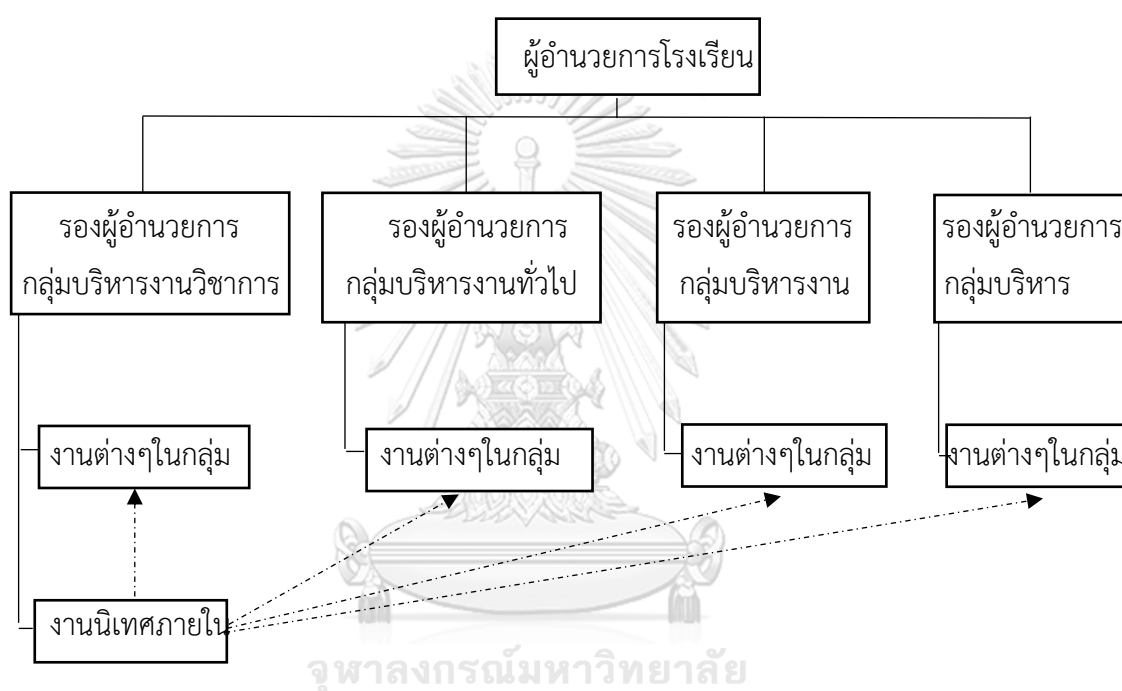 ผู้อำนวยการโรงเรียน
รองผู้อำนวยการ
กลุ่มบริหารงานวิชาการ
รองผู้อำนวยการ
กลุ่มบริหารงานทั่วไป
รองผู้อำนวยการ
กลุ่มบริหารงาน
รองผู้อำนวยการ
กลุ่มบริหาร
งานต่างๆในกลุ่ม
งานต่างๆในกลุ่ม
งานต่างๆในกลุ่ม
งานต่างๆในกลุ่ม
งานนิเทศภายใน
จุฬาลงกรณ์มหาวิทยาลัย